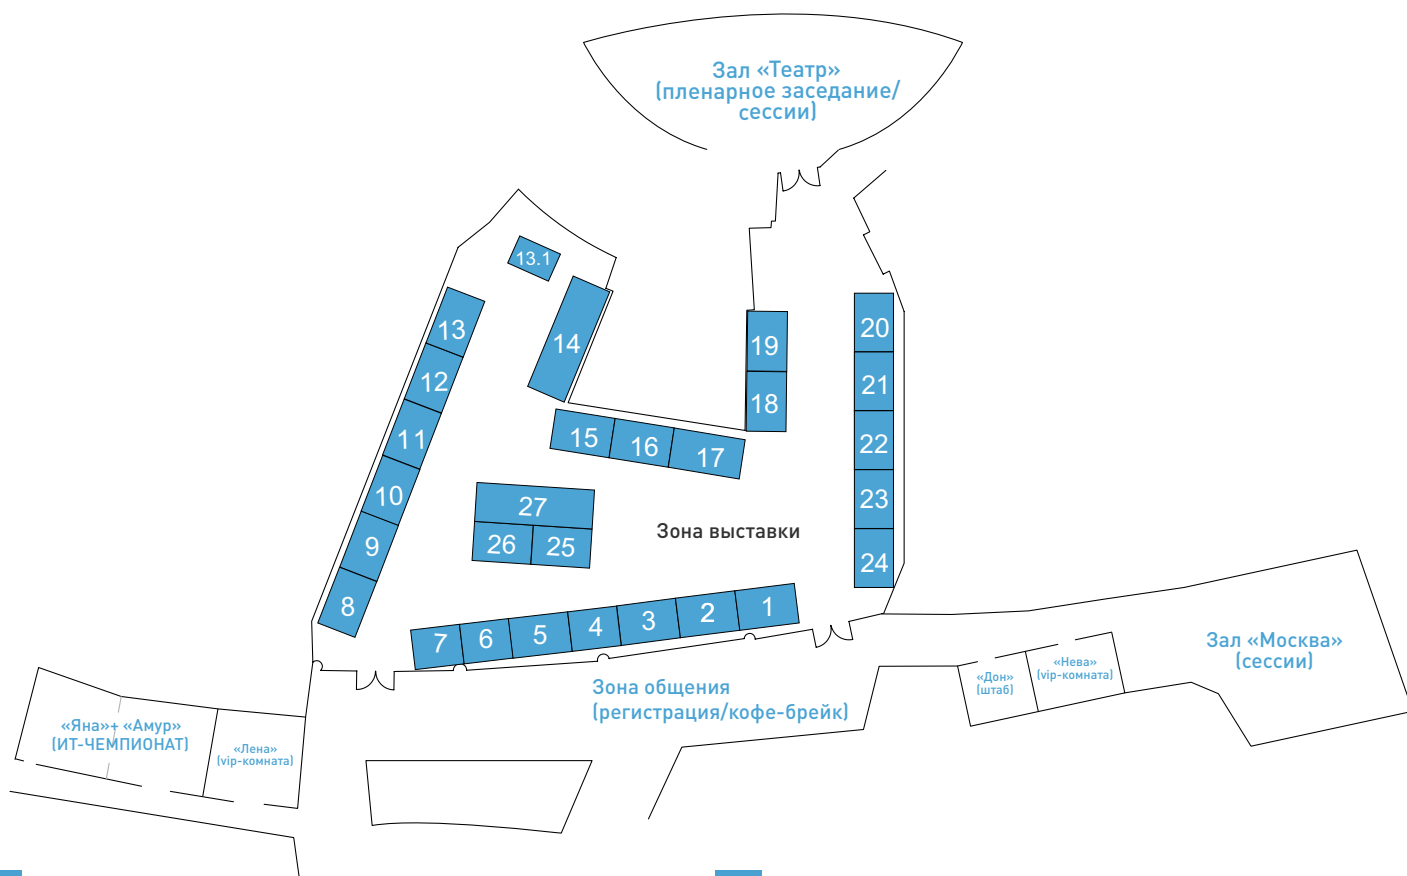 Зал «Театр»
(пленарное заседание/
сессии)
13.1
13
12
11
10
9
8
14
15
16
17
19
18
20
21
22
23
24
27
26
25
Зона выставки
7
6
5
4
3
2
1
Зона общения
(регистрация/кофе-брейк)
«Яна»+ «Амур»
(ИТ-ЧЕМПИОНАТ)
«Лена»
(vip-комната)
«Дон»
(штаб)
«Нева»
(vip-комната)
Зал «Москва»
(сессии)